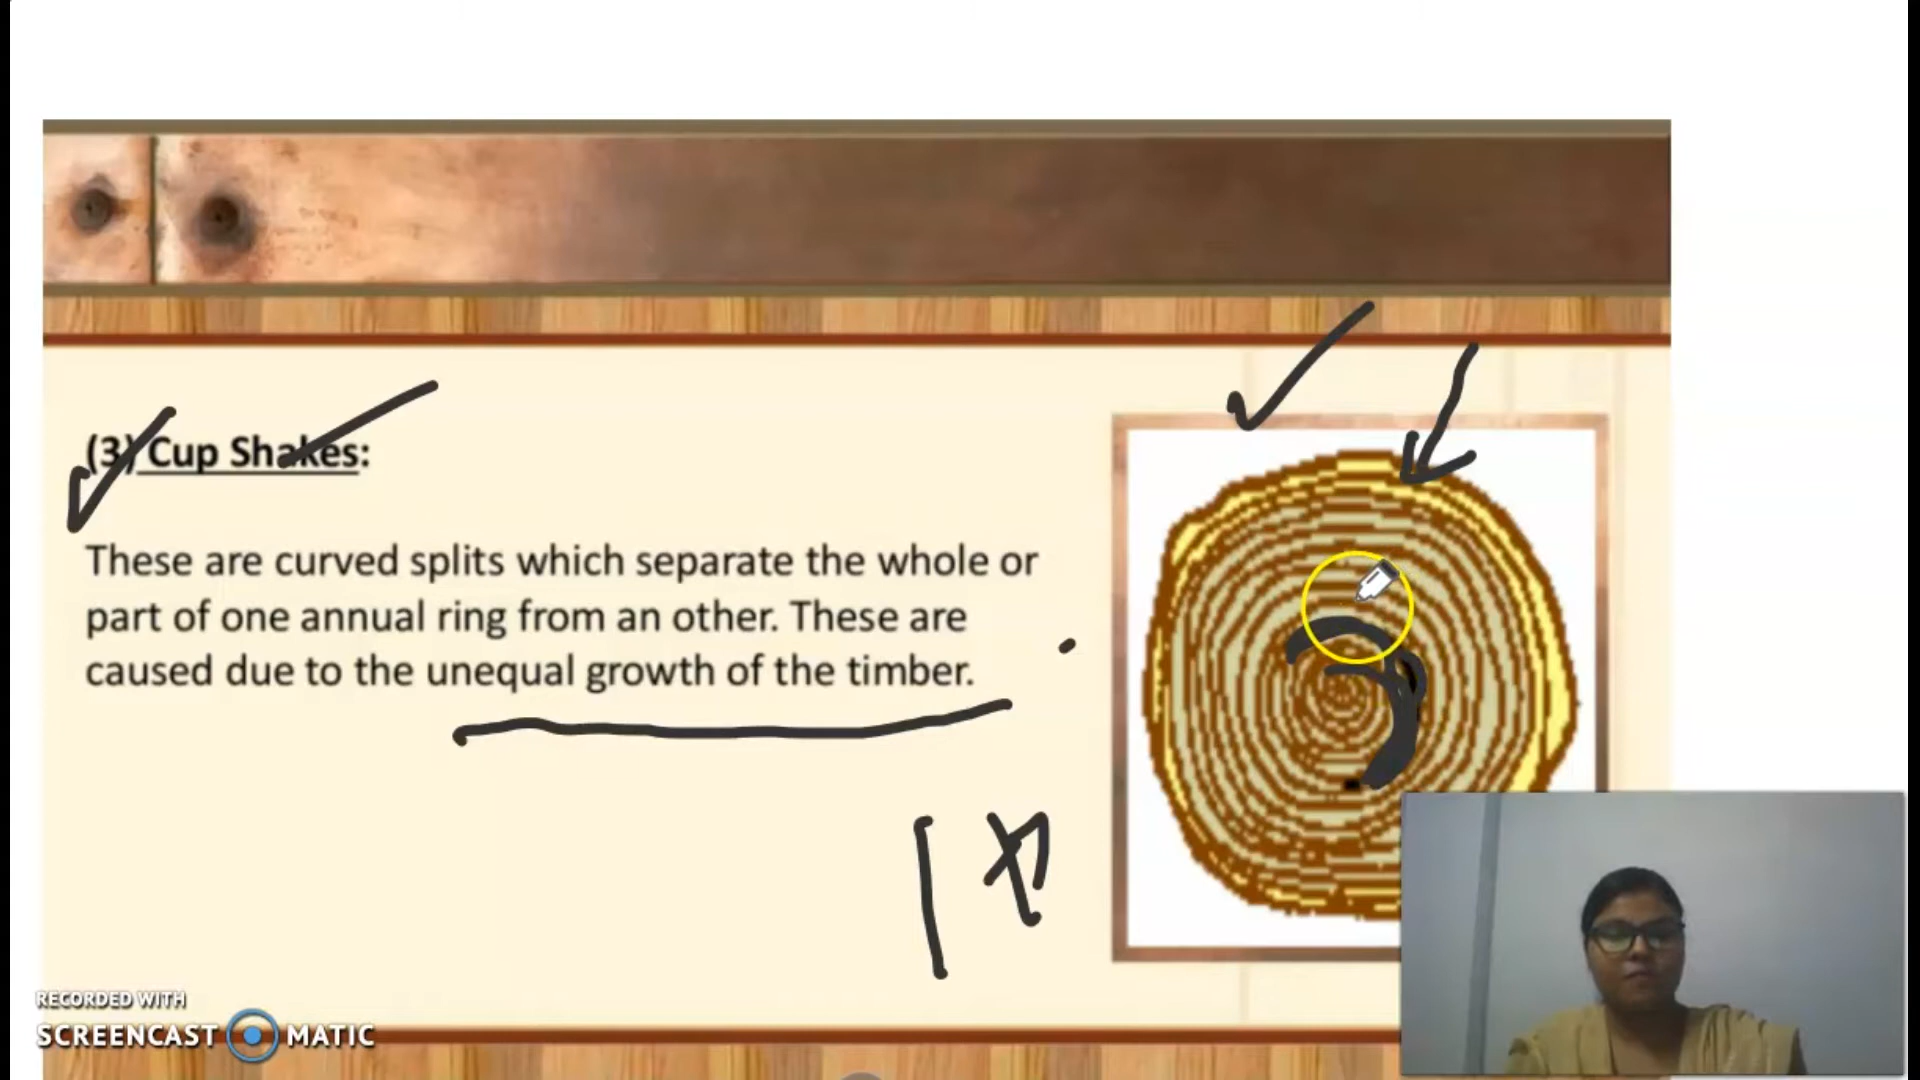 (3) Cup Shakes:
These are curved splits which separate the whole or
part of one annual ring from an other. These are
caused due to the unequal growth of the timber.
RECORDED WITH
SCREENCAST MATIC